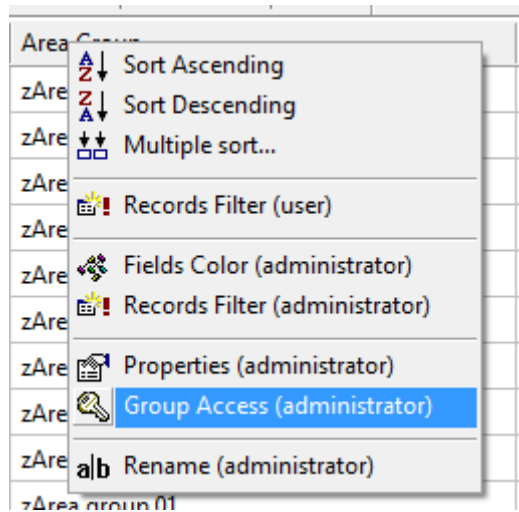 Area Group
Sort Ascending
zAre
Sort Descending
zAre
Multiple sort...
zAre
Records Filter (user)
zAre
Fields Color (administrator)
zAre
Records Filter (administrator)
zAre
Properties (administrator)
zAre
Group Access (administrator)
zAre
zAre
a|b Rename (administrator)
zArea group 01